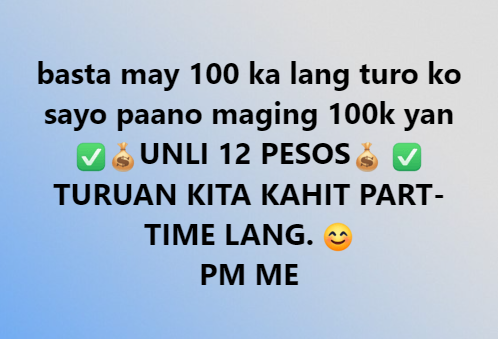 basta may 100 ka lang turo ko
sayo paano maging 100k yan
✅💰UNLI 12 PESOS💰 ✅
TURUAN KITA KAHIT PART-
TIME LANG. 😊
PM ME